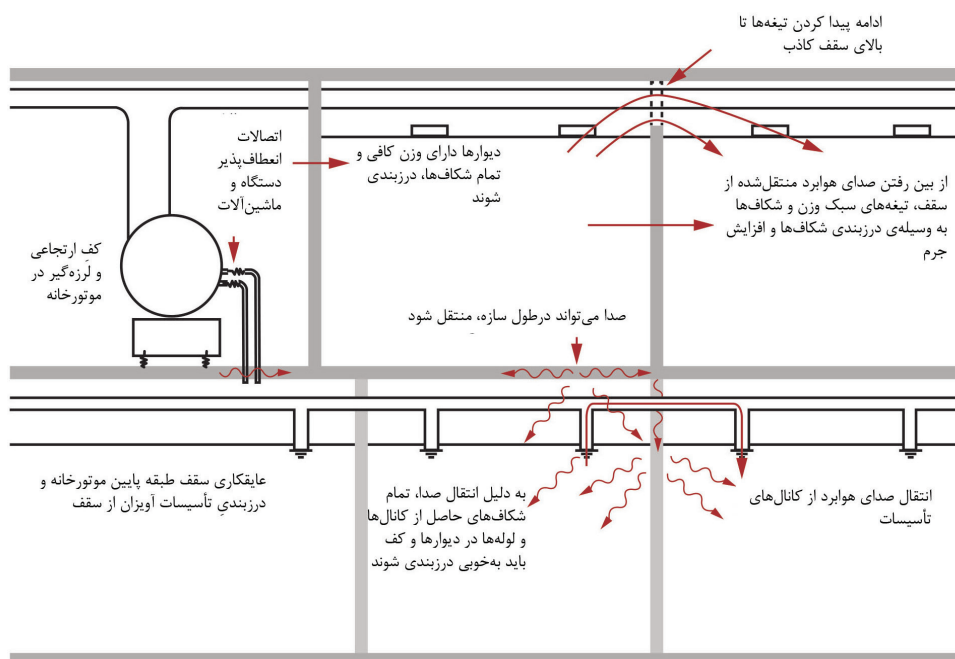 ادامه پیدا کردن تیغه‌ها تا
بالای سقف کاذب
اتصالات
انعطاف‌پذیر
دستگاه و
ماشین‌آلات
دیوارها دارای وزن کافی و
تمام شکاف‌ها، درزبندی
شوند
از بین رفتن صدای هوابرد منتقل‌شده از
سقف، تیغه‌های سبک وزن و شکاف‌ها
به وسیله‌ی درزبندی شکاف‌ها و افزایش
جرم
کفِ ارتجاعی
و لرزه‌گیر در
موتورخانه
صدا می‌تواند درطول سازه، منتقل شود
عایقکاری سقف طبقه پایین موتورخانه و
درزبندیِ تأسیسات آویزان از سقف
به دلیل انتقال صدا، تمام
شکاف‌های حاصل از کانال‌ها
و لوله‌ها در دیوارها و کف
باید به‌خوبی درزبندی شوند
انتقال صدای هوابرد از کانال‌های
تأسیسات